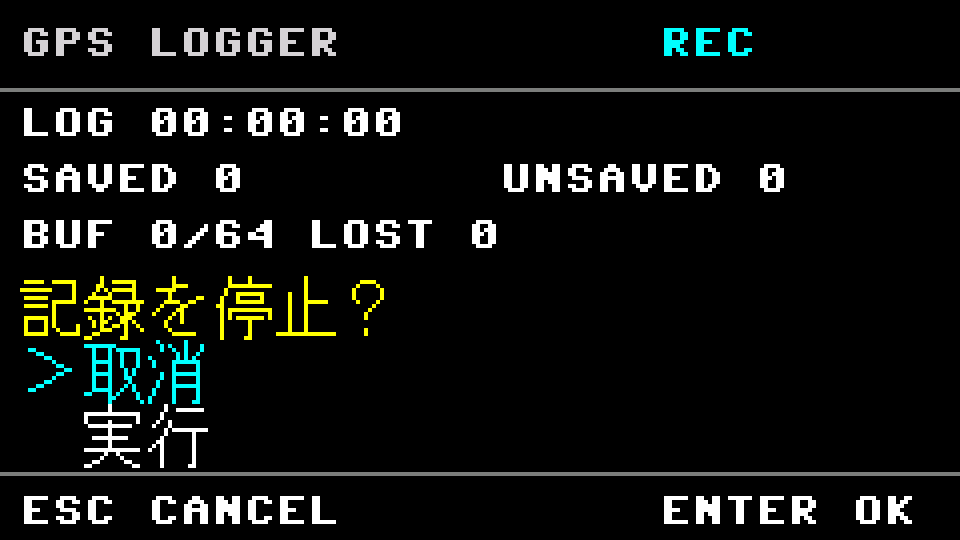 GPS LOGGER REC
LOG 00:00:00
SAVED 0 UNSAVED 0
BUF 0/64 LOST 0
記録を停止？
>取消
実行
ESC CANCEL ENTER OK